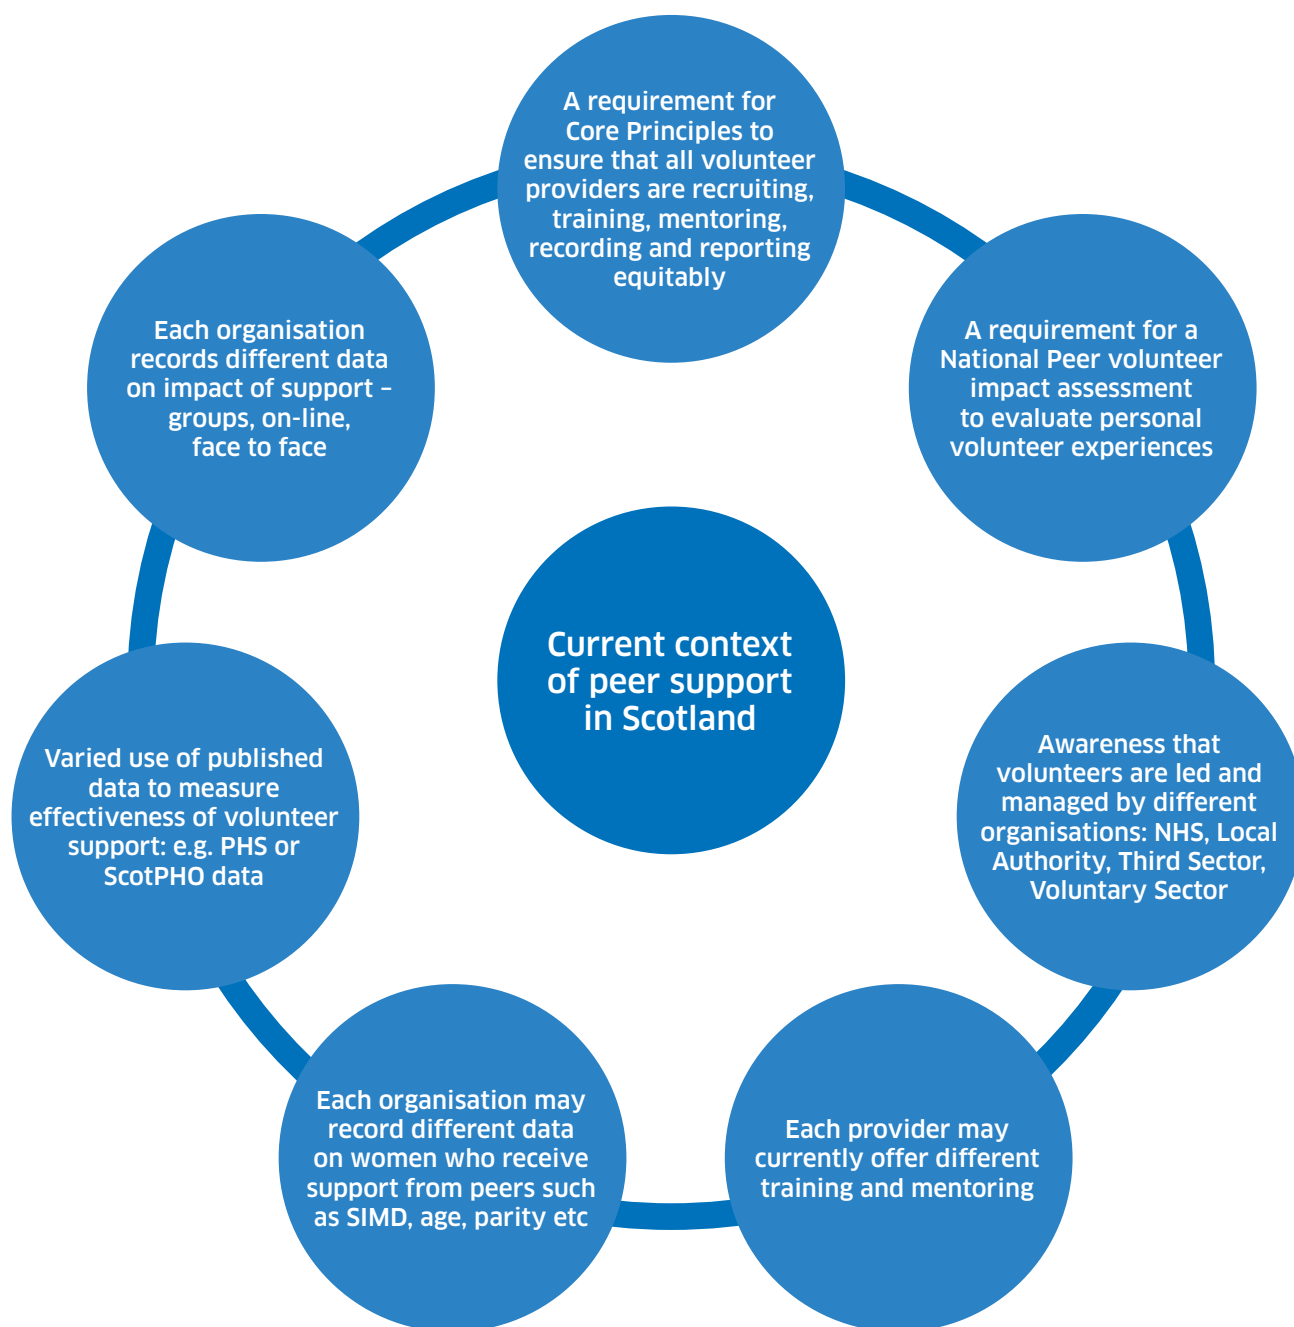 A requirement for
Core Principles to
ensure that all volunteer
providers are recruiting,
training, mentoring,
recording and reporting
equitably
A requirement for a
National Peer volunteer
impact assessment
to evaluate personal
volunteer experiences
Awareness that
volunteers are led and
managed by different
organisations: NHS, Local
Authority, Third Sector,
Voluntary Sector
Each provider may
currently offer different
training and mentoring
Each organisation may
record different data
on women who receive
support from peers such
as SIMD, age, parity etc
Varied use of published
data to measure
effectiveness of volunteer
support: e.g. PHS or
ScotPHO data
Each organisation
records different data
on impact of support –
groups, on-line,
face to face
Current context
of peer support
in Scotland